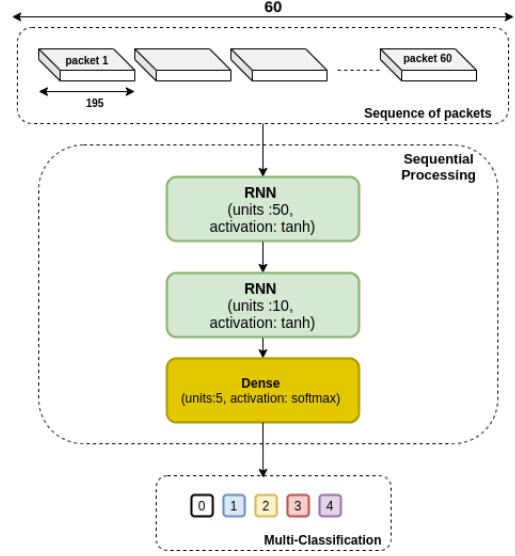 60
packet 1
packet 60
195
Sequence of packets
Sequential
Processing
RNN
(units :50,
activation: tanh)
RNN
(units :10,
activation: tanh)
Dense
(units:5, activation: softmax)
0 1 2 3 4
Multi-Classification